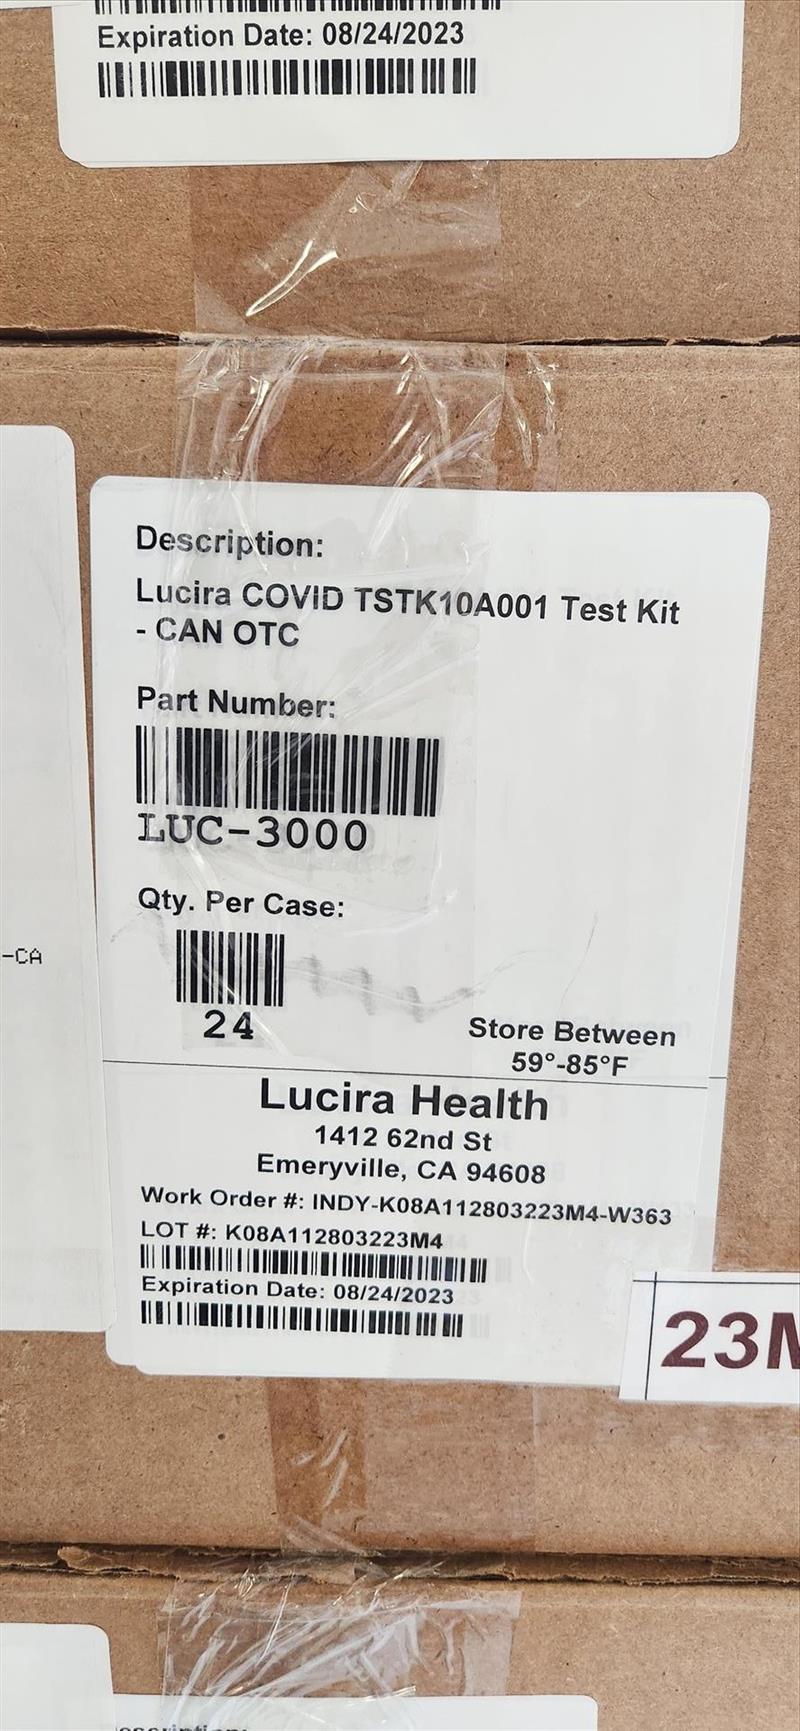 Expiration Date: 08/24/2023
Description:
Lucira COVID TSTK10A001 Test Kit
- CAN OTC
Part Number:
LUC-3000
Qty. Per Case:
-CA
24
Store Between
59°-85°F
Lucira Health
1412 62nd St
Emeryville, CA 94608
Work Order #: INDY-K08A112803223M4-W363
LOT #: K08A112803223M4
Expiration Date: 08/24/2023
23M